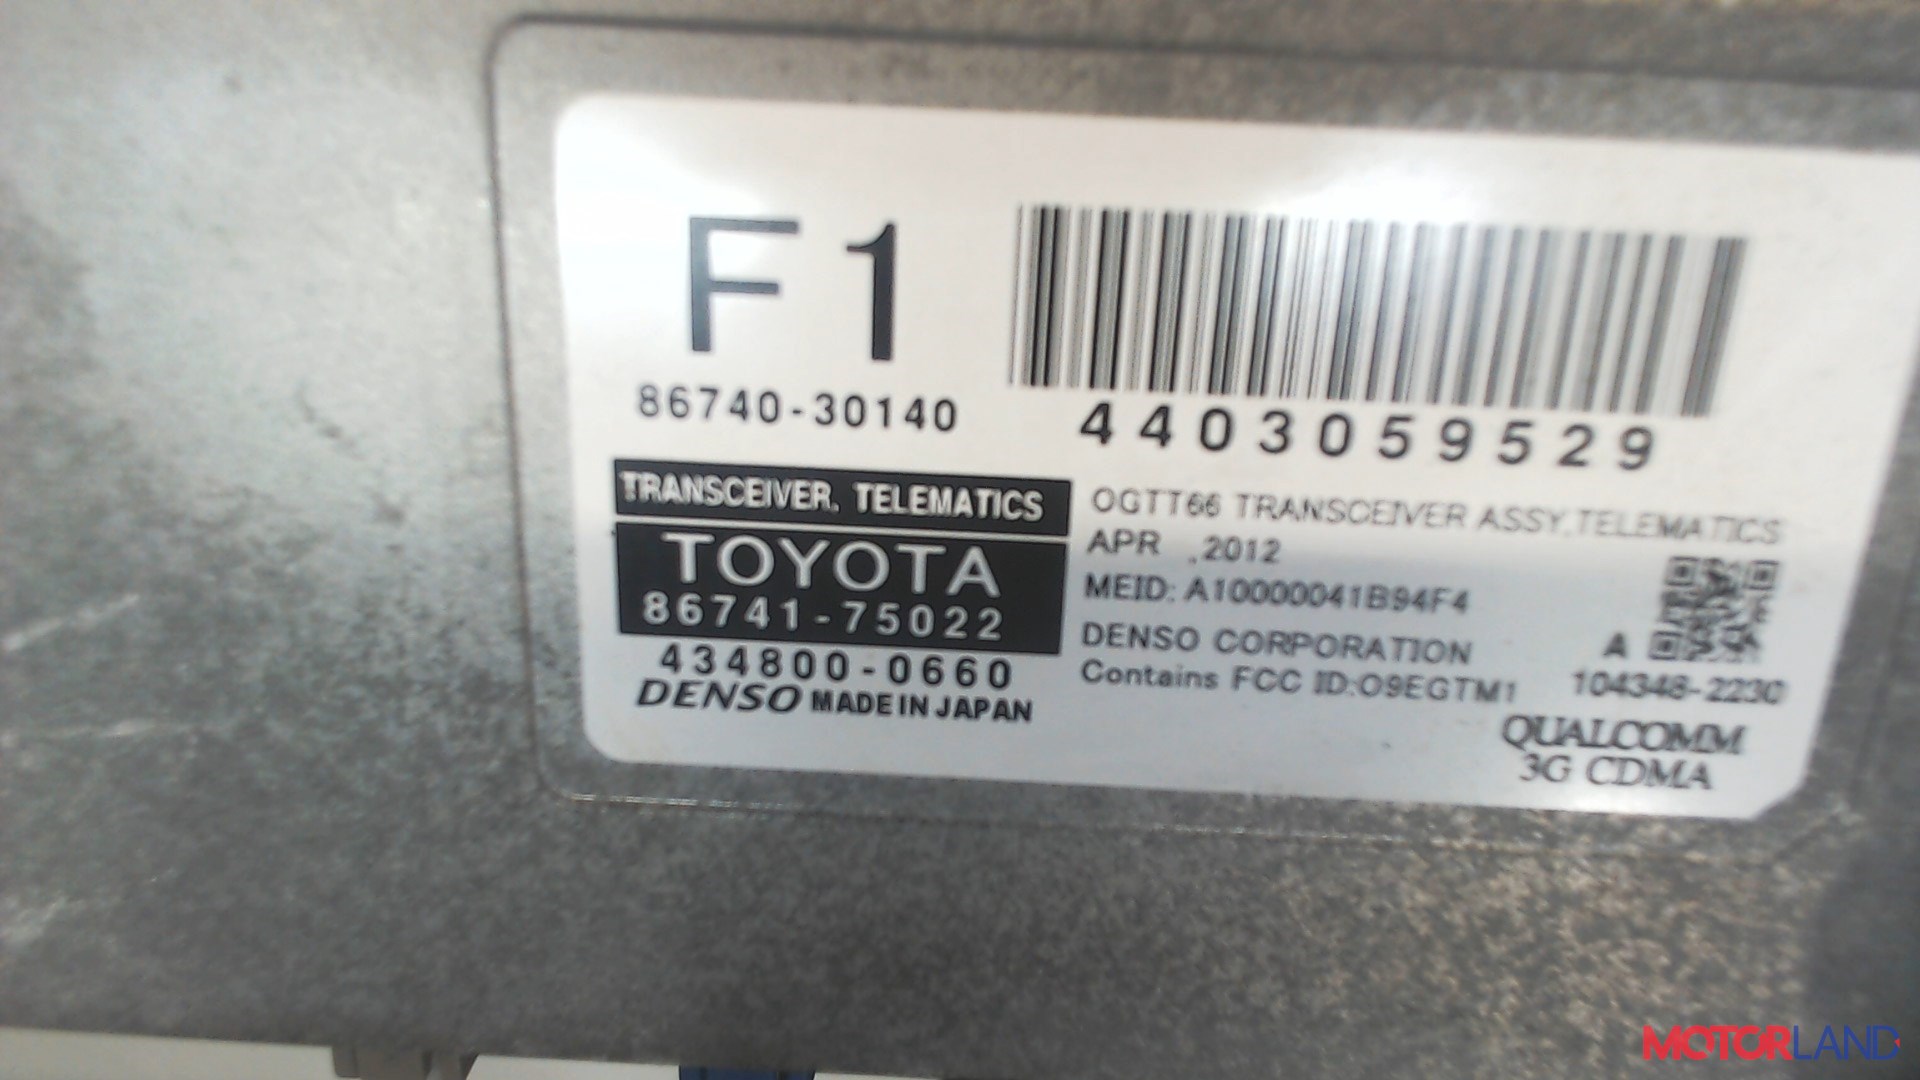 F1
86740-30140
4403059529
TRANSCEIVER, TELEMATICS
TOYOTA
86741-75022
434800-0660
DENSO MADE IN JAPAN
OGTT66 TRANSCEIVER ASSY,TELEMATICS
APR ,2012
MEID: A10000041B94F4
DENSO CORPORATION
Contains FCC ID:O9EGTM1
A
104348-2230
QUALCOMM
3G CDMA
MOTORLAND